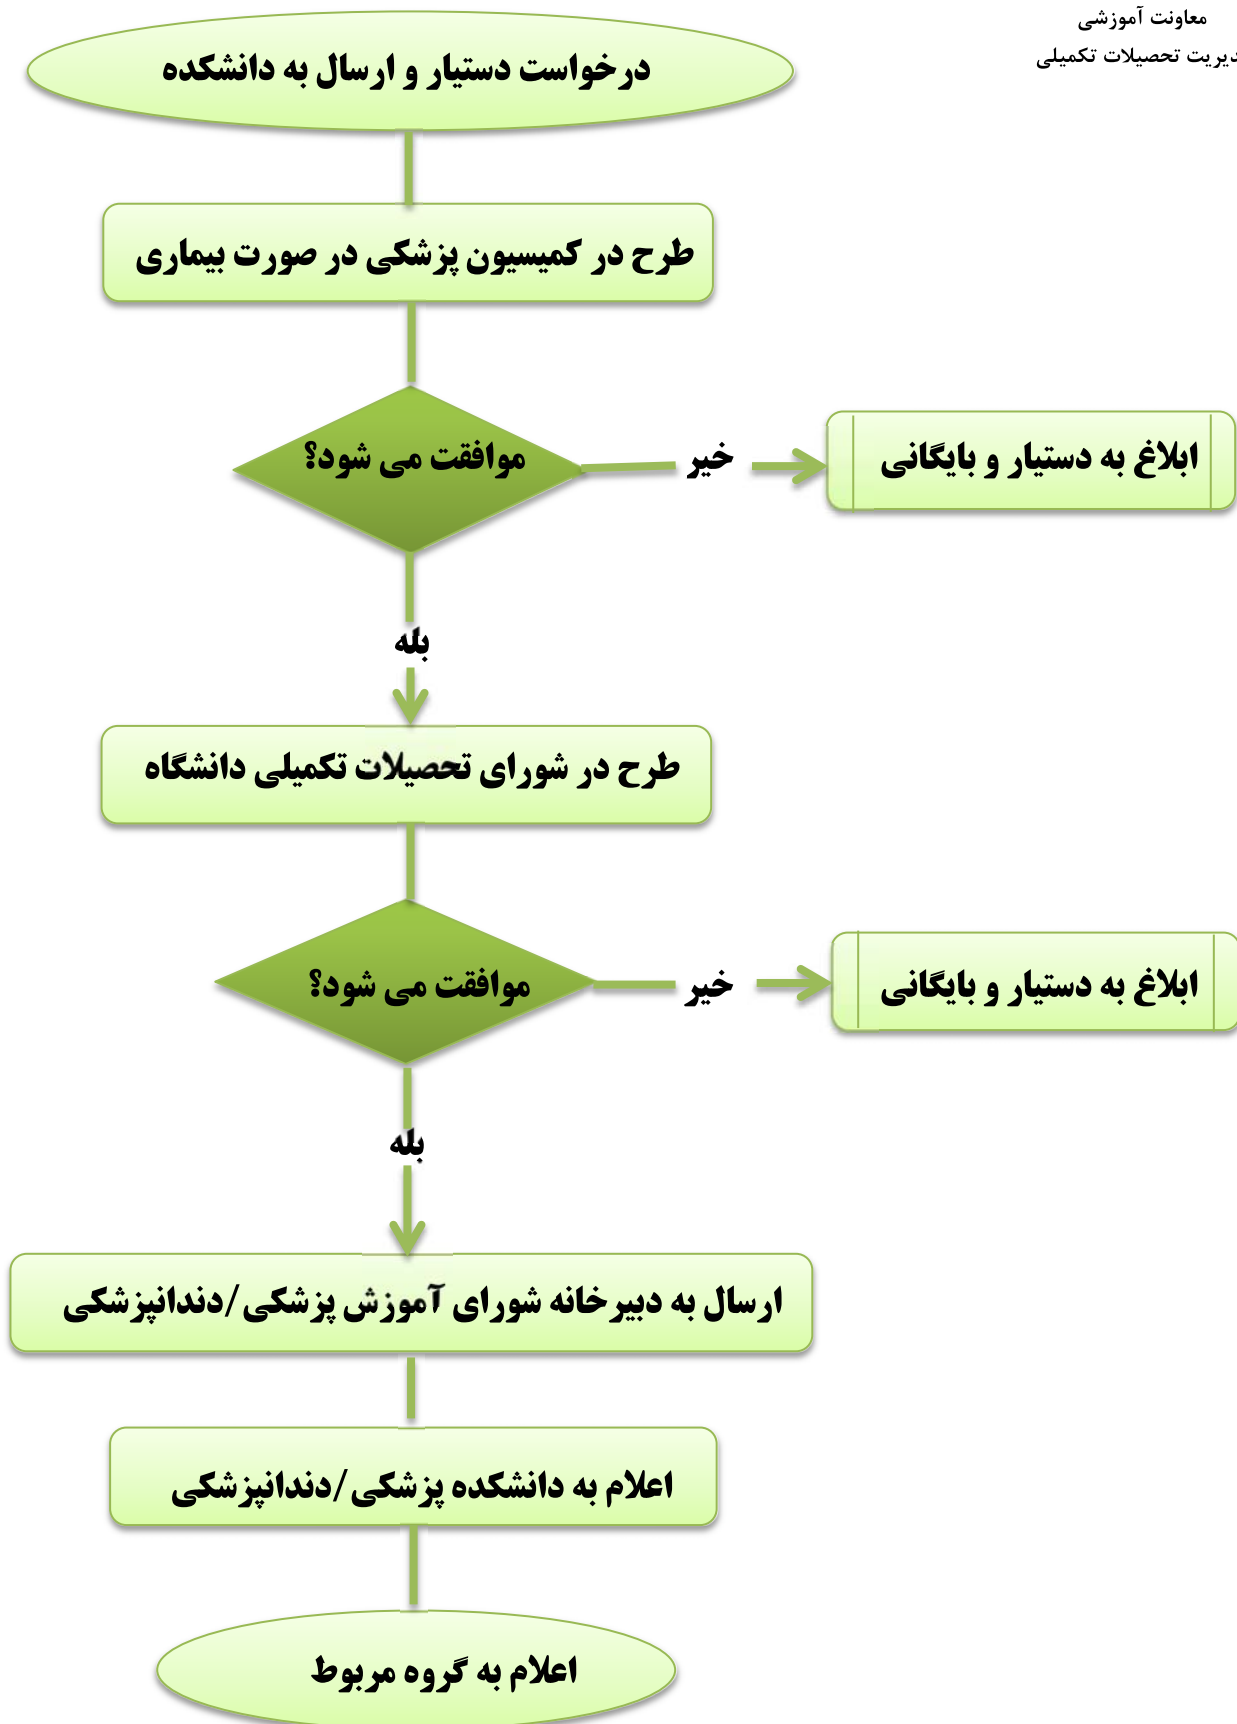 معاونت آموزشی
دیریت تحصیلات تکمیلی
درخواست دستیار و ارسال به دانشکده
طرح در کمیسیون پزشکی در صورت بیماری
موافقت می شود؟
خیر
ابلاغ به دستیار و بایگانی
بله
طرح در شورای تحصیلات تکمیلی دانشگاه
موافقت می شود؟
خیر
ابلاغ به دستیار و بایگانی
بله
ارسال به دبیرخانه شورای آموزش پزشکی/دندانپزشکی
اعلام به دانشکده پزشکی/دندانپزشکی
اعلام به گروه مربوط